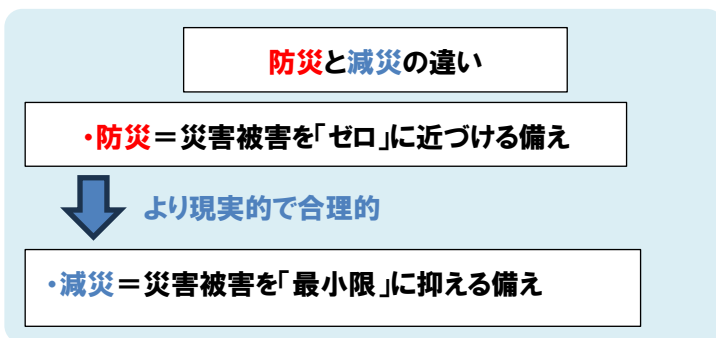 防災と減災の違い
・防災＝災害被害を「ゼロ」に近づける備え
より現実的で合理的
・減災＝災害被害を「最小限」に抑える備え